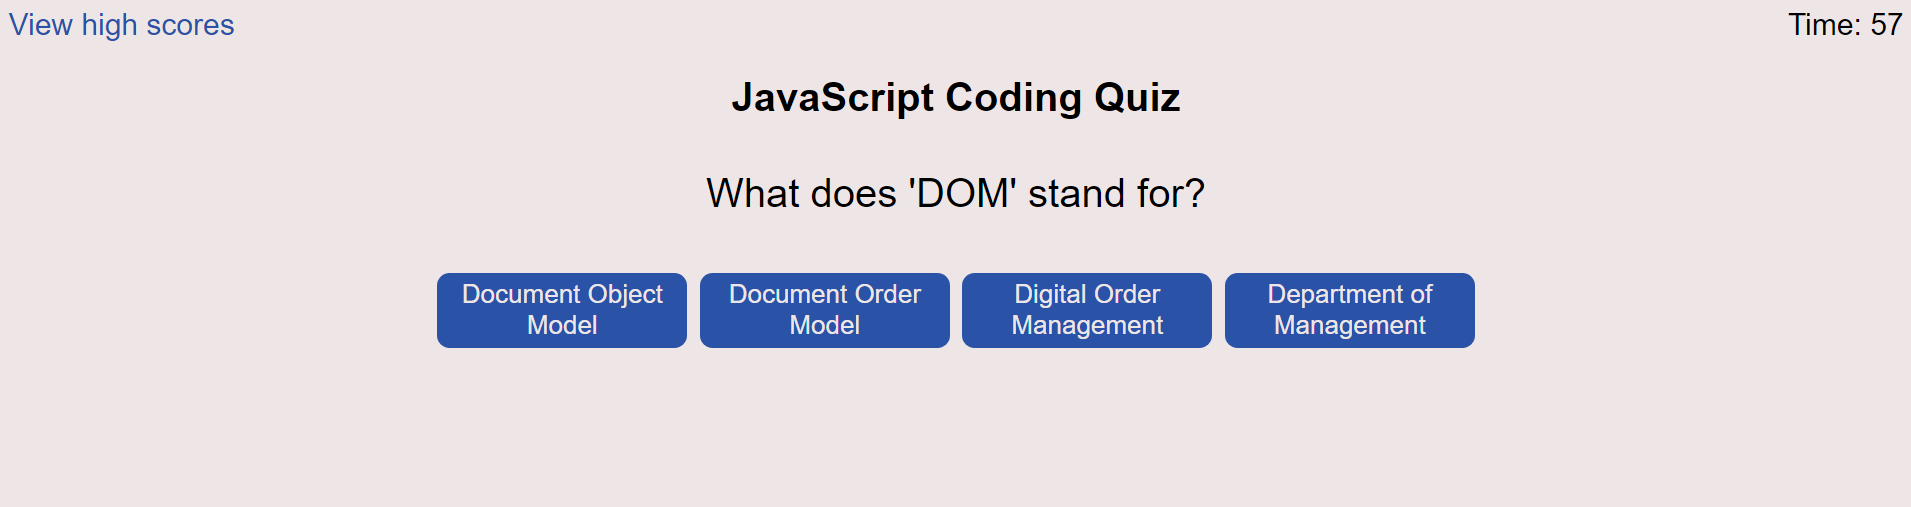 View high scores
Time: 57
JavaScript Coding Quiz
What does 'DOM' stand for?
Document Object
Model
Document Order
Model
Digital Order
Management
Department of
Management